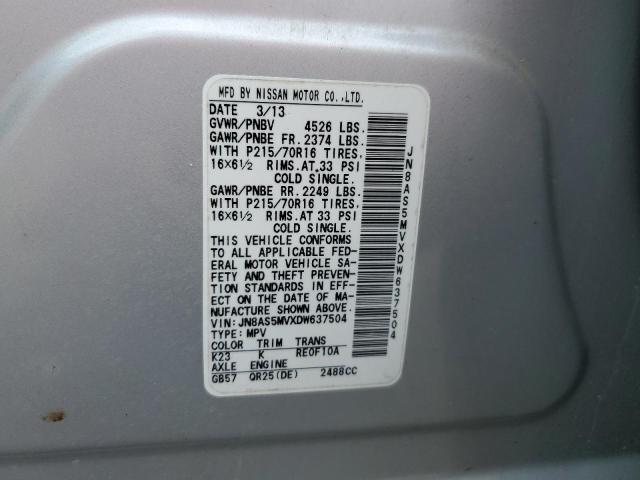 MFD BY NISSAN MOTOR CO.,LTD.
DATE 3/13
GVWR/PNBV 4526 LBS.
GAWR/PNBE FR. 2374 LBS.
WITH P215/70R16 TIRES,
16×6½ RIMS.AT.33 PSI
COLD SINGLE.
GAWR/PNBE RR. 2249 LBS.
WITH P215/70R16 TIRES,
16×6½ RIMS.AT 33 PSI
COLD SINGLE.
THIS VEHICLE CONFORMS
TO ALL APPLICABLE FED-
ERAL MOTOR VEHICLE SA-
FETY AND THEFT PREVEN-
TION STANDARDS IN EFF-
ECT ON THE DATE OF MA-
NUFACTURE SHOWN ABOVE.
VIN: JN8AS5MVXDW637504
TYPE: MPV
COLOR TRIM TRANS
K23 K RE0F10A
AXLE ENGINE
GB57 QR25(DE) 2488CC
JN8AS5MVXDW637504